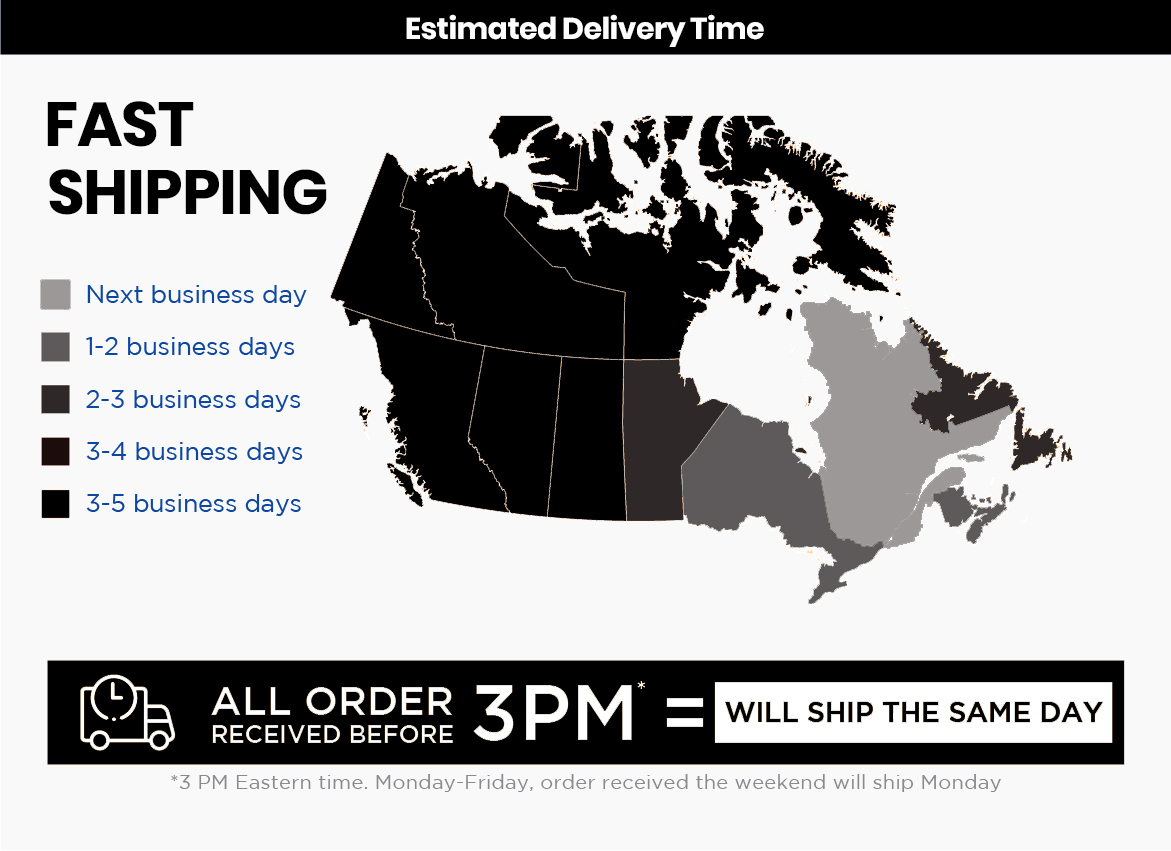 Estimated Delivery Time
FAST
SHIPPING
Next business day
1-2 business days
2-3 business days
3-4 business days
3-5 business days
ALL ORDER
RECEIVED BEFORE
3PM*
=
WILL SHIP THE SAME DAY
*3 PM Eastern time. Monday-Friday, order received the weekend will ship Monday